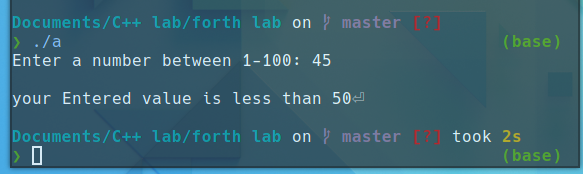 Documents/C++ lab/forth lab on ᚠ master [?]
❯ ./a (base)
Enter a number between 1-100: 45
your Entered value is less than 50⏎
Documents/C++ lab/forth lab on ᚠ master [?] took 2s
❯ (base)